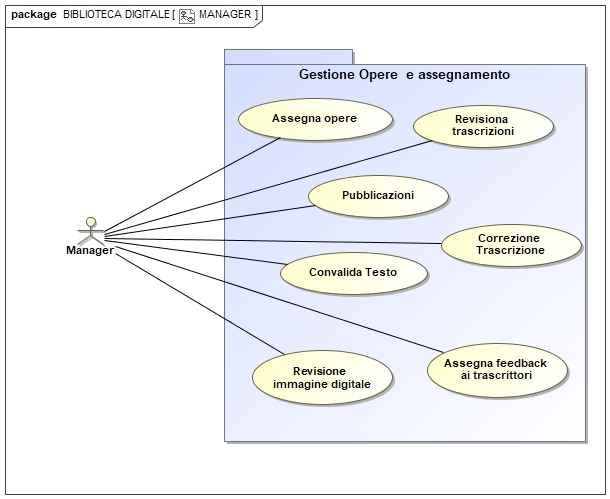 package BIBLIOTECA DIGITALE [ MANAGER ]
Gestione Opere e assegnamento
Assegna opere
Revisiona
trascrizioni
Pubblicazioni
Manager
Correzione
Trascrizione
Convalida Testo
Revisione
immagine digitale
Assegna feedback
ai trascrittori